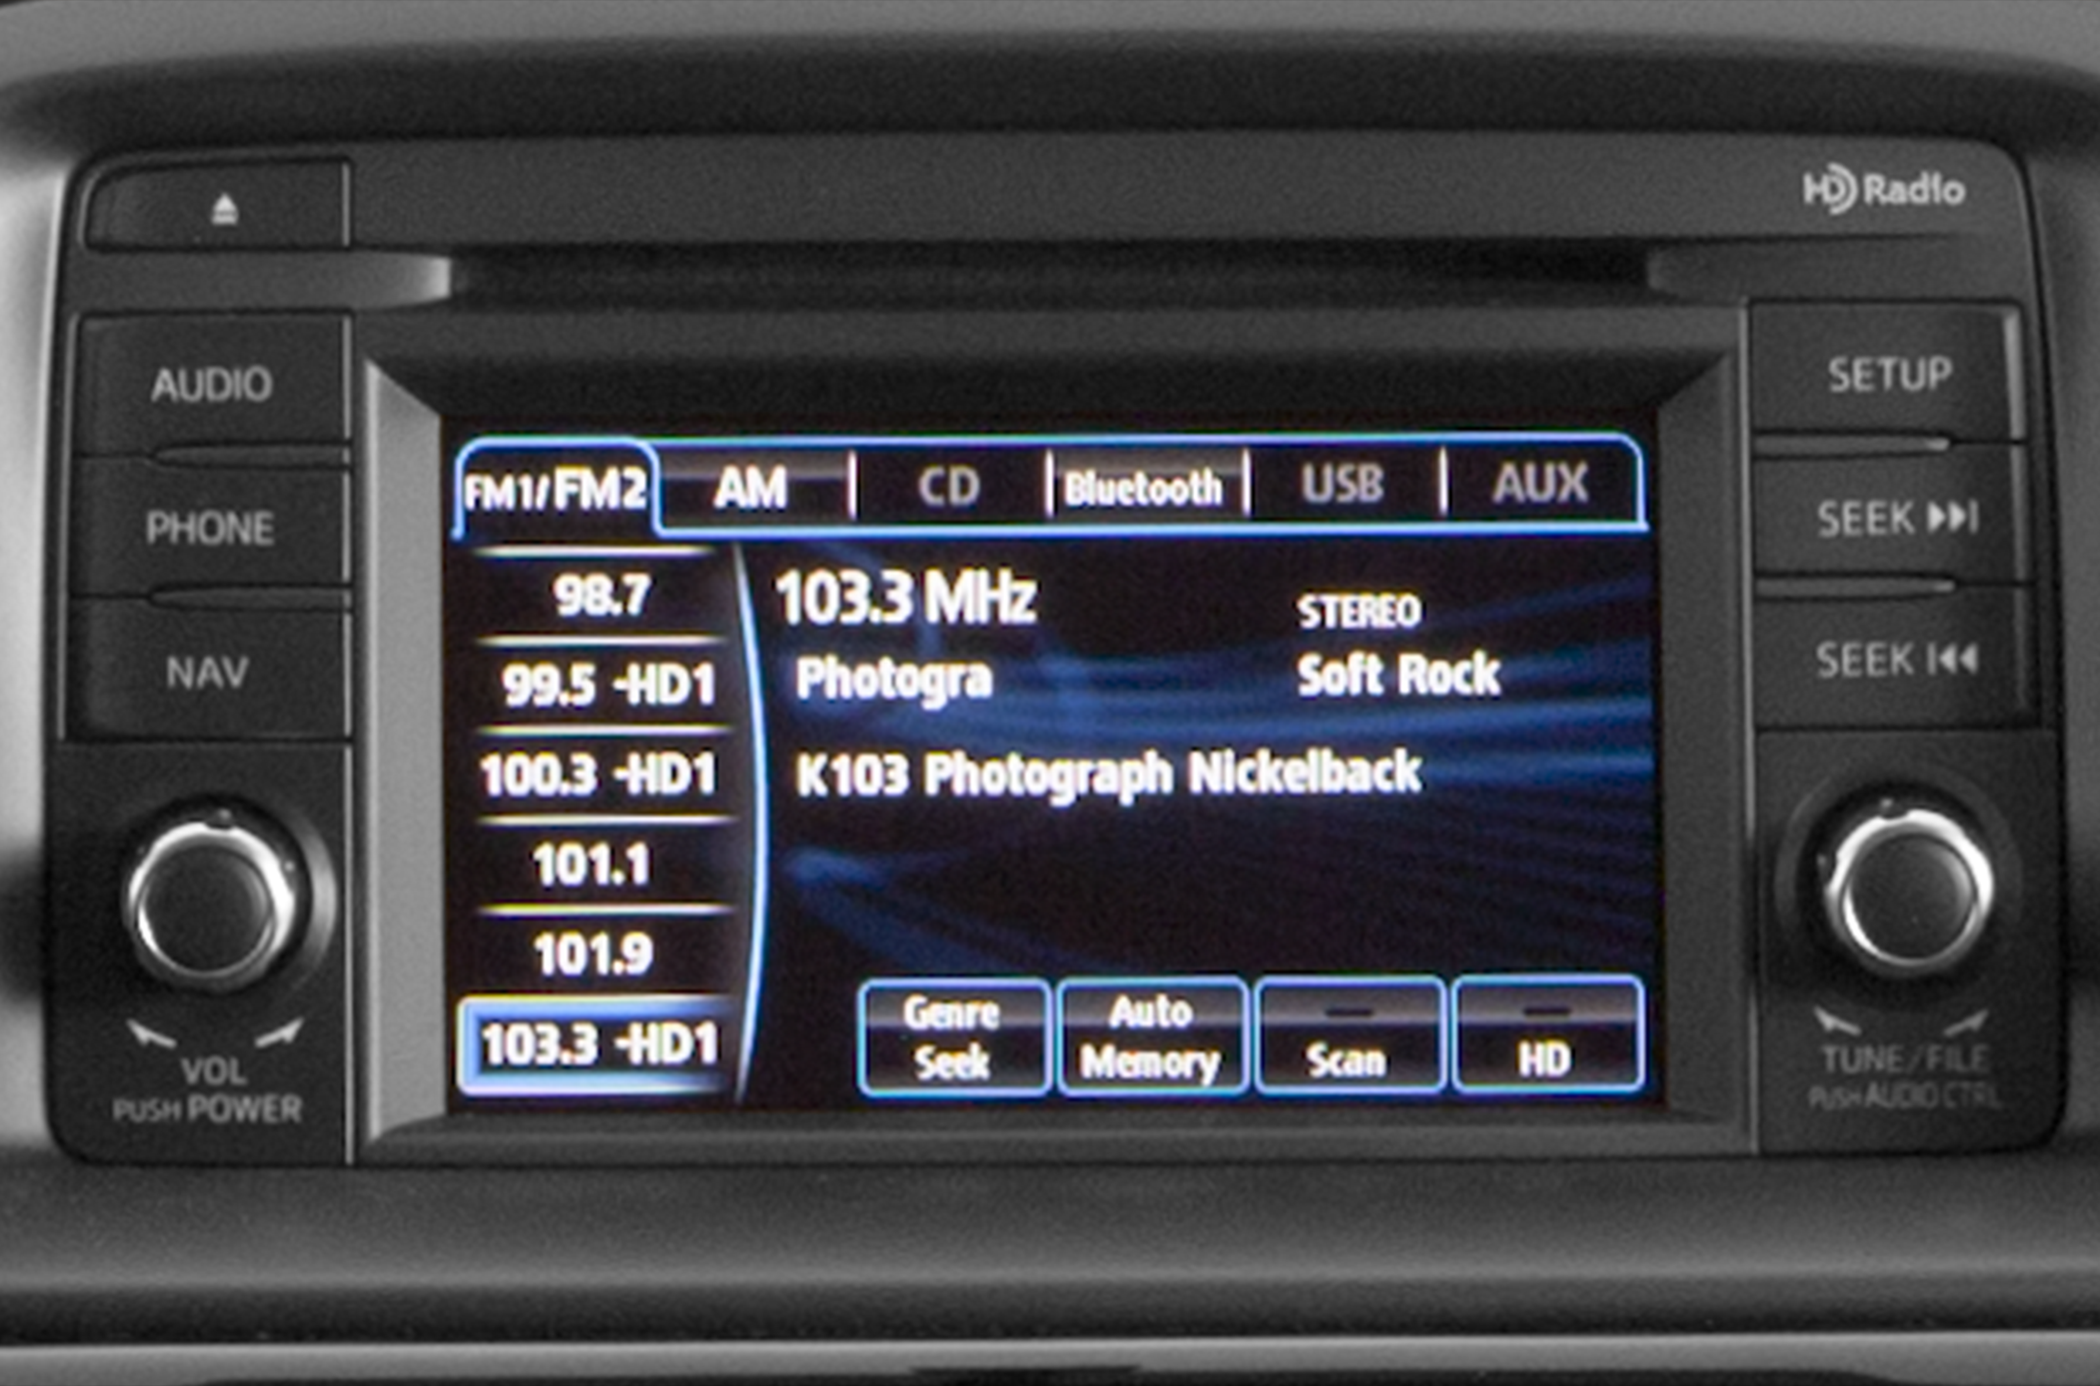 HD Radio
AUDIO
PHONE
NAV
VOL
PUSH POWER
FM1/FM2 AM CD Bluetooth USB AUX
98.7
99.5 -HD1
100.3 -HD1
101.1
101.9
103.3 -HD1
103.3 MHz STEREO
Photogra Soft Rock
K103 Photograph Nickelback
Genre Seek
Auto Memory
Scan
HD
SETUP
SEEK
SEEK
TUNE/FILE
PUSH AUDIO CTRL